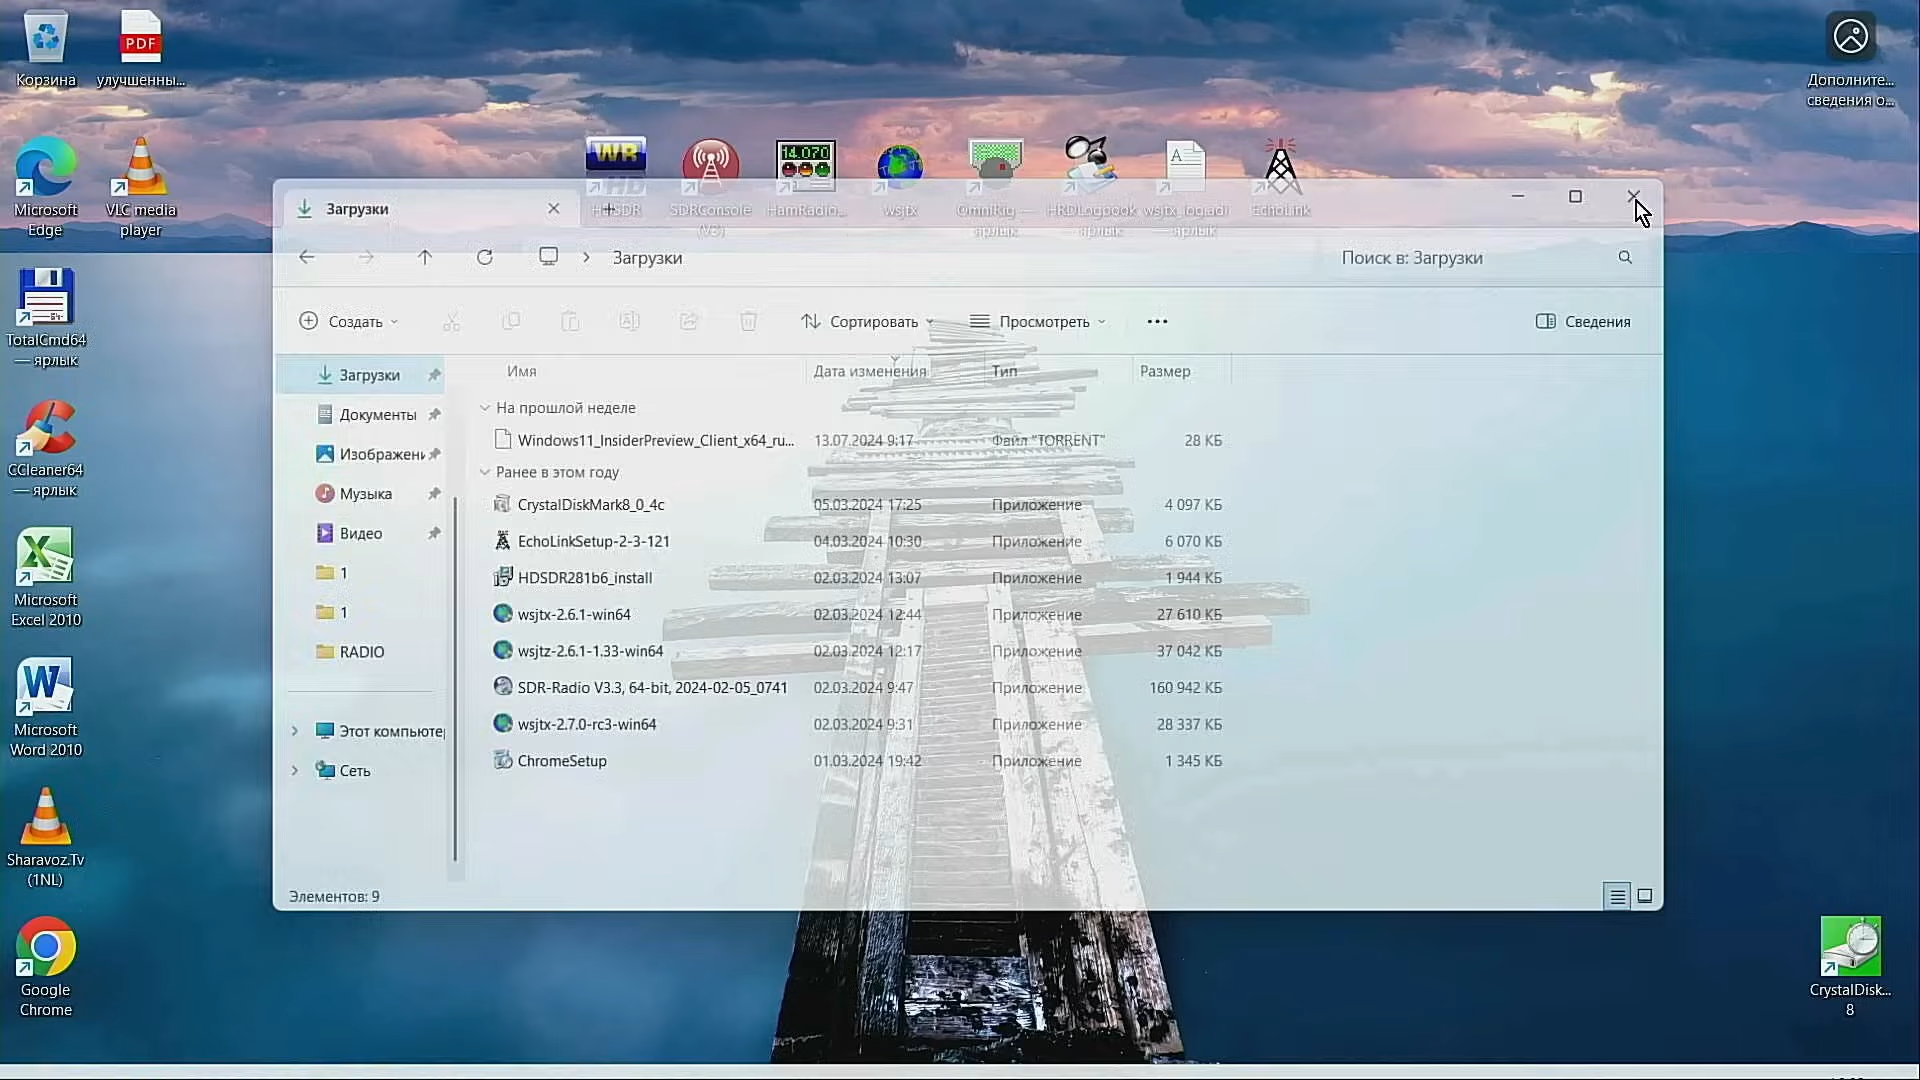 Корзина
улучшенны...
Дополните...
сведения о...
Microsoft
Edge
VLC media
player
HDSDR
SDRConsole
(V3)
HamRadio...
wsjtx
OmniRig —
ярлык
HRDLogbook
— ярлык
wsjtx_log.adi
— ярлык
EchoLink
TotalCmd64
— ярлык
CCleaner64
— ярлык
Microsoft
Excel 2010
Microsoft
Word 2010
Sharavoz.Tv
(1NL)
Google
Chrome
CrystalDisk...
8
PDF
WR
14.070
Загрузки
Загрузки
Поиск в: Загрузки
Создать
Сортировать
Просмотреть
Сведения
Загрузки
Документы
Изображени
Музыка
Видео
1
1
RADIO
Этот компьютер
Сеть
Имя Дата изменения Тип Размер
На прошлой неделе
Windows11_InsiderPreview_Client_x64_ru... 13.07.2024 9:17 Файл "TORRENT" 28 КБ
Ранее в этом году
CrystalDiskMark8_0_4c 05.03.2024 17:25 Приложение 4 097 КБ
EchoLinkSetup-2-3-121 04.03.2024 10:30 Приложение 6 070 КБ
HDSDR281b6_install 02.03.2024 13:07 Приложение 1 944 КБ
wsjtx-2.6.1-win64 02.03.2024 12:44 Приложение 27 610 КБ
wsjtz-2.6.1-1.33-win64 02.03.2024 12:17 Приложение 37 042 КБ
SDR-Radio V3.3, 64-bit, 2024-02-05_0741 02.03.2024 9:47 Приложение 160 942 КБ
wsjtx-2.7.0-rc3-win64 02.03.2024 9:31 Приложение 28 337 КБ
ChromeSetup 01.03.2024 19:42 Приложение 1 345 КБ
Элементов: 9